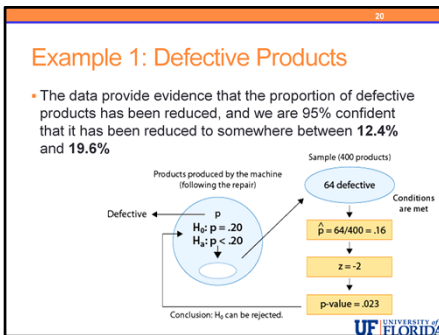 20
Example 1: Defective Products
▪ The data provide evidence that the proportion of defective
products has been reduced, and we are 95% confident
that it has been reduced to somewhere between 12.4%
and 19.6%
Sample (400 products)
Products produced by the machine
(following the repair)
64 defective
Conditions
are met
Defective
p
H₀: p = .20
Hₐ: p < .20
p̂ = 64/400 = .16
z = -2
p-value = .023
Conclusion: H₀ can be rejected.
UF UNIVERSITY of
FLORIDA